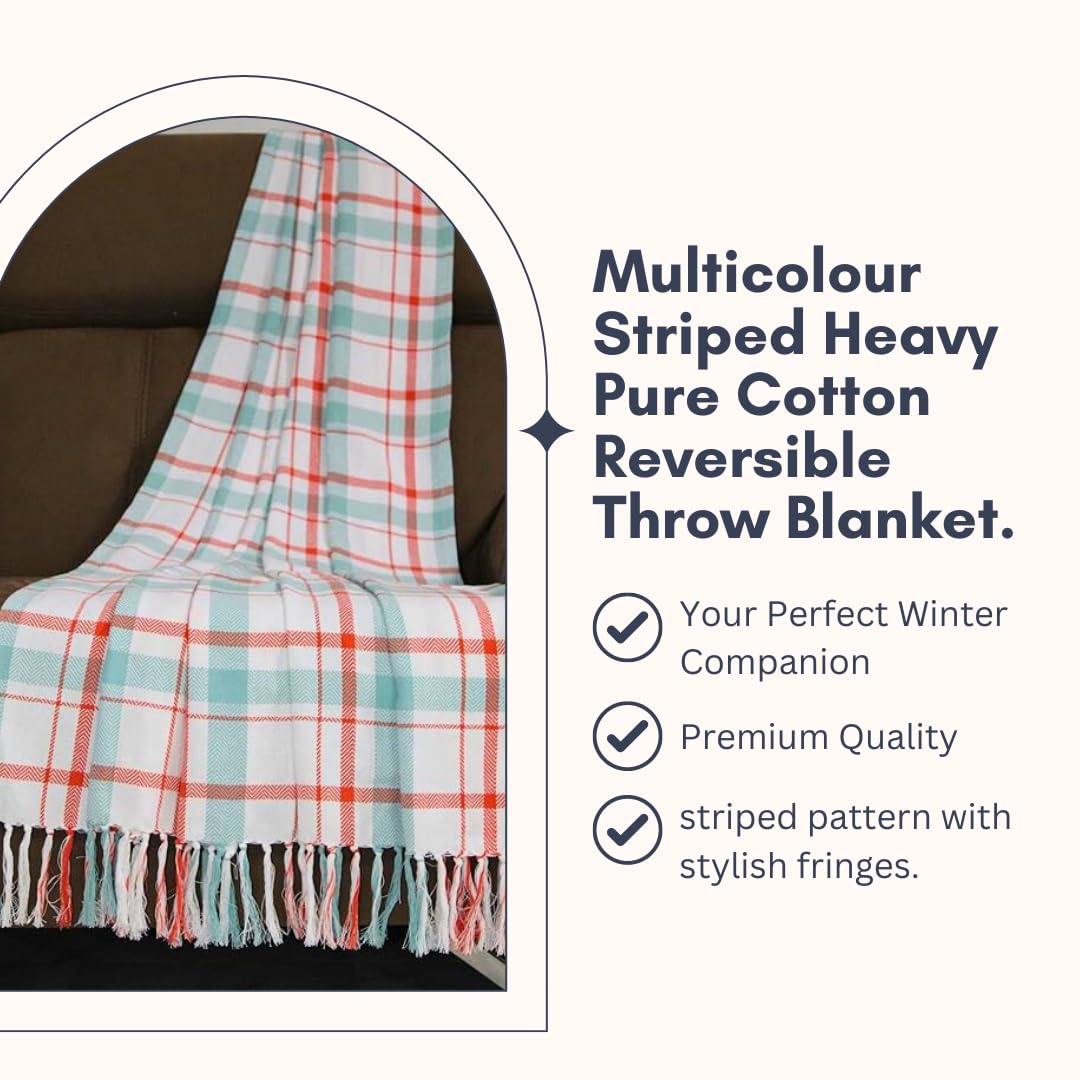 Multicolour
Striped Heavy
Pure Cotton
Reversible
Throw Blanket.
Your Perfect Winter
Companion
Premium Quality
striped pattern with
stylish fringes.